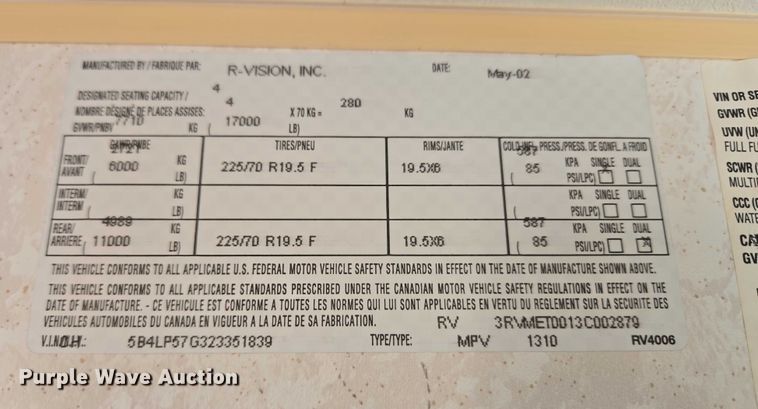 MANUFACTURED BY / FABRIQUE PAR: R-VISION, INC. DATE: May-02
DESIGNATED SEATING CAPACITY / 4
NOMBRE DÉSIGNÉ DE PLACES ASSISES: 4 X 70 KG = 280 KG
GVWR/PNBV 7710 KG ( 17000 LB)
GAWR/PNBE TIRES/PNEU RIMS/JANTE COLD INFL. PRESS./PRESS. DE GONFL. A FROID
FRONT/ 2721 KG 587 KPA SINGLE DUAL
AVANT ( 6000 LB) 225/70 R19.5 F 19.5X6 ( 85 PSI/LPC) X
INTERM/ KG KPA SINGLE DUAL
INTERM ( LB) ( PSI/LPC)
REAR/ 4989 KG 587 KPA SINGLE DUAL
ARRIERE ( 11000 LB) 225/70 R19.5 F 19.5X6 ( 85 PSI/LPC) X
THIS VEHICLE CONFORMS TO ALL APPLICABLE U.S. FEDERAL MOTOR VEHICLE SAFETY STANDARDS IN EFFECT ON THE DATE OF MANUFACTURE SHOWN ABOVE.
THIS VEHICLE CONFORMS TO ALL APPLICABLE STANDARDS PRESCRIBED UNDER THE CANADIAN MOTOR VEHICLE SAFETY REGULATIONS IN EFFECT ON THE
DATE OF MANUFACTURE. - CE VEHICULE EST CONFORME A TOUTES LES NORMES QUI LUI SONT APPLICABLES EN VERTU DU REGLEMENT SUR LA SECURITE DES
VEHICULES AUTOMOBILES DU CANADA EN VIGUEUR A LA DATE DE SA FABRICATION. RV 3RVMET0013C002879
5B4LP57G323351839 TYPE/TYPE: MPV 1310 RV4006
VIN OR SE
GVWR (G
UVW (UN
FULL FU
SCWR (
MULTI
CCC (
WATE
GV
Purple Wave Auction